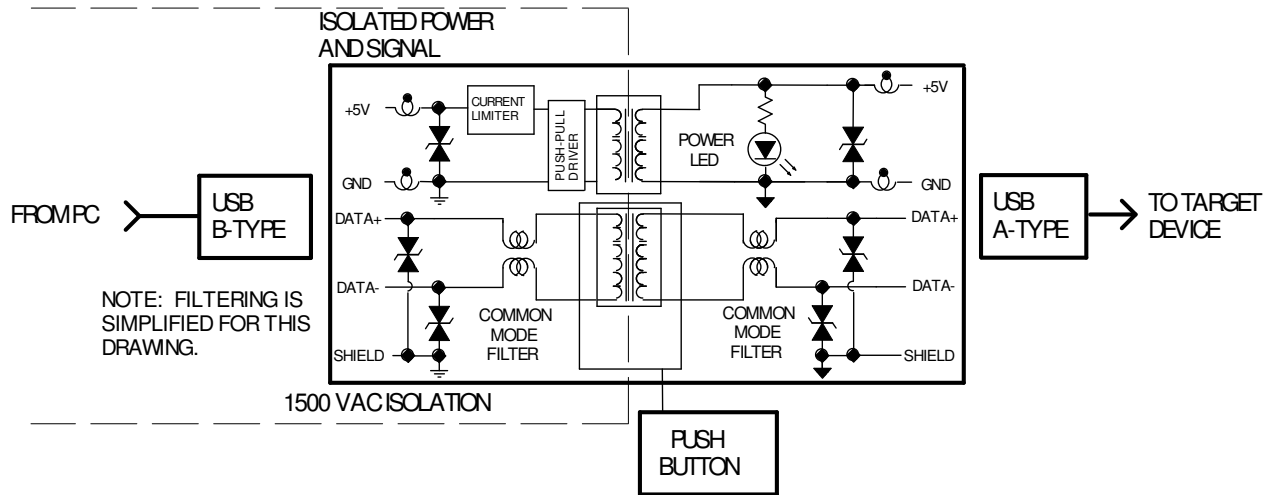 ISOLATED POWER
AND SIGNAL
+5V
CURRENT
LIMITER
PUSH-PULL
DRIVER
POWER
LED
+5V
GND
GND
FROM PC
USB
B-TYPE
DATA+
DATA+
USB
A-TYPE
TO TARGET
DEVICE
DATA-
DATA-
NOTE: FILTERING IS
SIMPLIFIED FOR THIS
DRAWING.
COMMON
MODE
FILTER
COMMON
MODE
FILTER
SHIELD
SHIELD
1500 VAC ISOLATION
PUSH
BUTTON